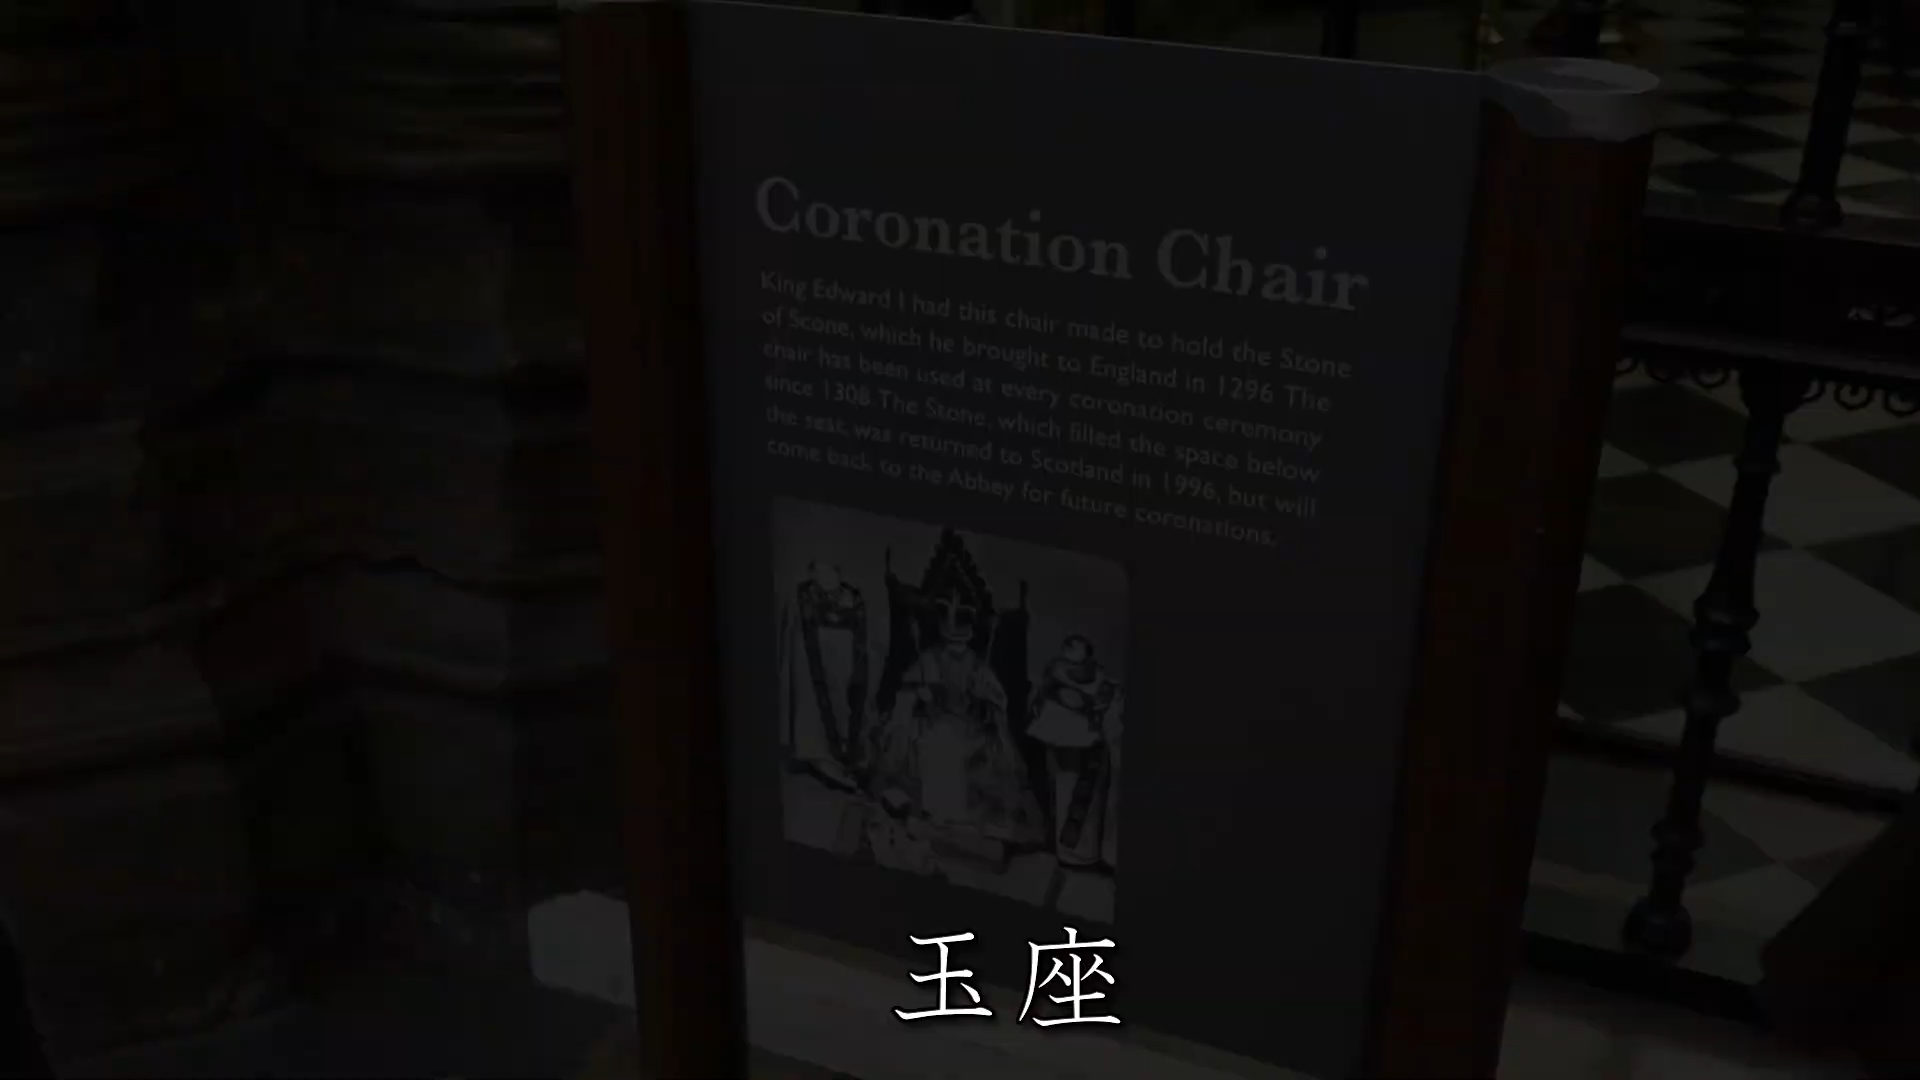 Coronation Chair
King Edward I had this chair made to hold the Stone
of Scone, which he brought to England in 1296. The
chair has been used at every coronation ceremony
since 1308. The Stone, which filled the space below
the seat, was returned to Scotland in 1996, but will
come back to the Abbey for future coronations.
玉座